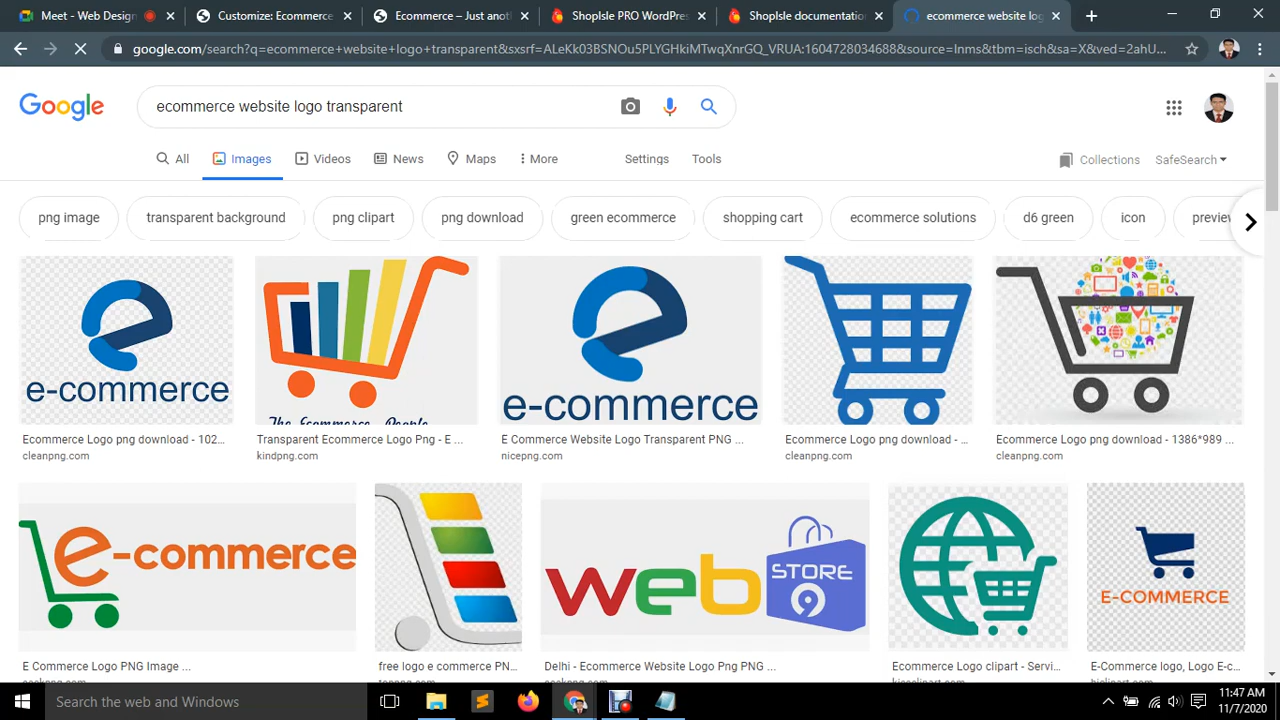 Meet - Web Design
Customize: Ecommerce
Ecommerce – Just anot
ShopIsle PRO WordPres
ShopIsle documentatio
ecommerce website log
google.com/search?q=ecommerce+website+logo+transparent&sxsrf=ALeKk03BSNOu5PLYGHkiMTwqXnrGQ_VRUA:1604728034688&source=lnms&tbm=isch&sa=X&ved=2ahU...
Google
ecommerce website logo transparent
All
Images
Videos
News
Maps
More
Settings
Tools
Collections
SafeSearch
png image
transparent background
png clipart
png download
green ecommerce
shopping cart
ecommerce solutions
d6 green
icon
preview
e-commerce
The Ecommerce People
e-commerce
Ecommerce Logo png download - 102...
cleanpng.com
Transparent Ecommerce Logo Png - E ...
kindpng.com
E Commerce Website Logo Transparent PNG ...
nicepng.com
Ecommerce Logo png download - ...
cleanpng.com
Ecommerce Logo png download - 1386*989 ...
cleanpng.com
e-commerce
web STORE 9
E-COMMERCE
E Commerce Logo PNG Image ...
free logo e commerce PN...
Delhi - Ecommerce Website Logo Png PNG ...
Ecommerce Logo clipart - Servi...
E-Commerce logo, Logo E-c...
Search the web and Windows
11:47 AM
11/7/2020